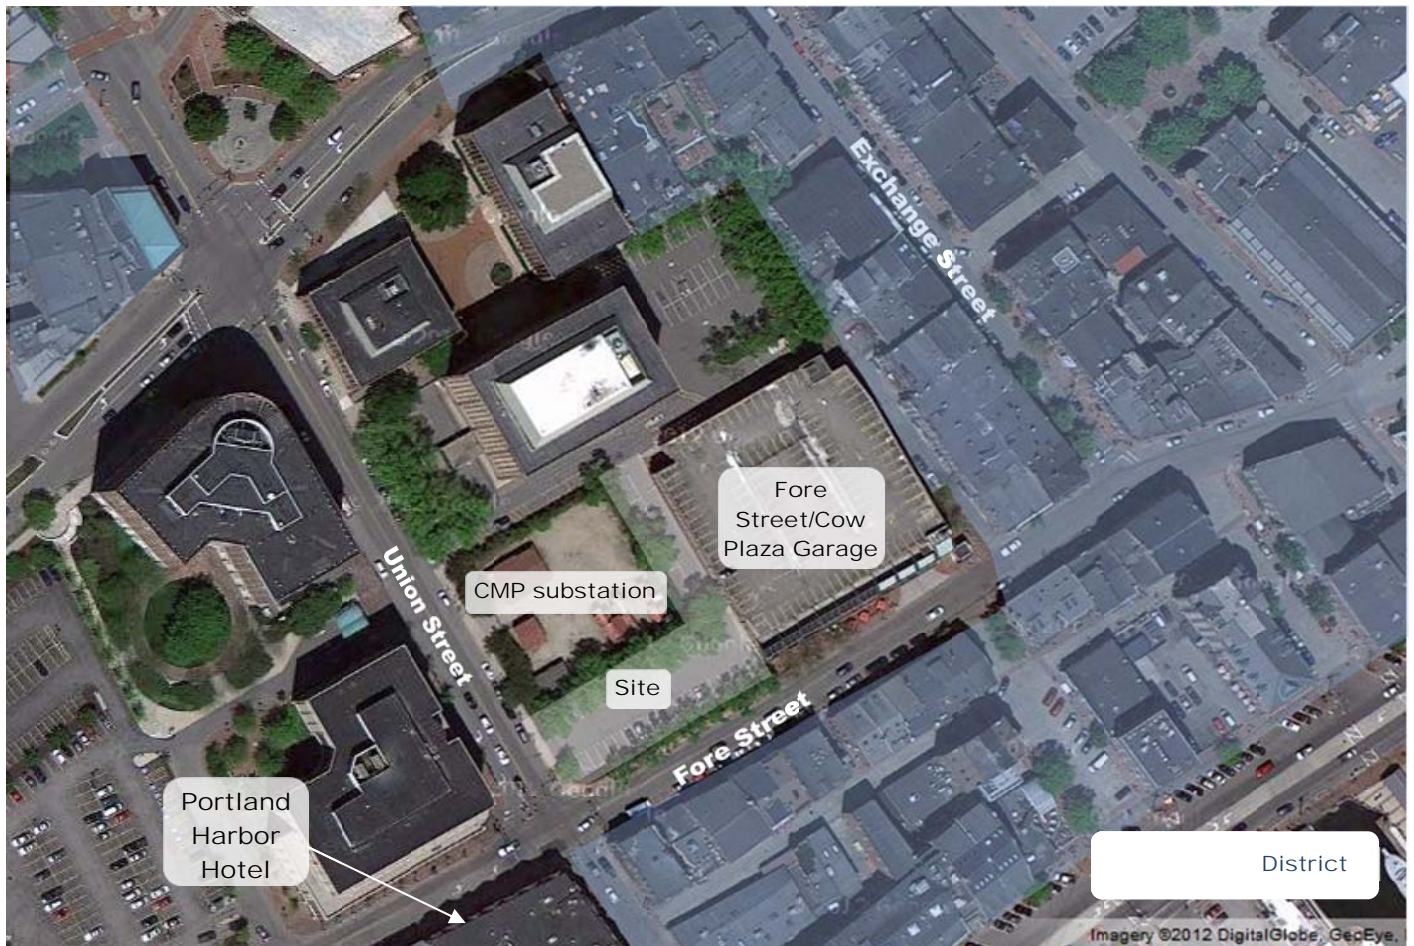 Exchange Street
Fore
Street/Cow
Plaza Garage
CMP substation
Union Street
Site
Fore Street
Portland
Harbor
Hotel
District
Imagery ©2012 DigitalGlobe, GeoEye,